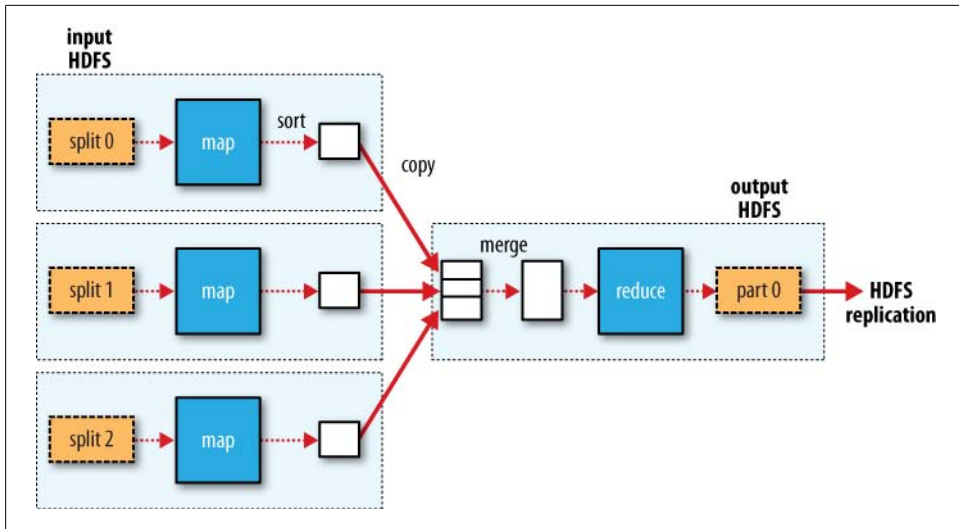 input
HDFS
split 0
map
sort
copy
split 1
map
split 2
map
output
HDFS
merge
reduce
part 0
HDFS
replication